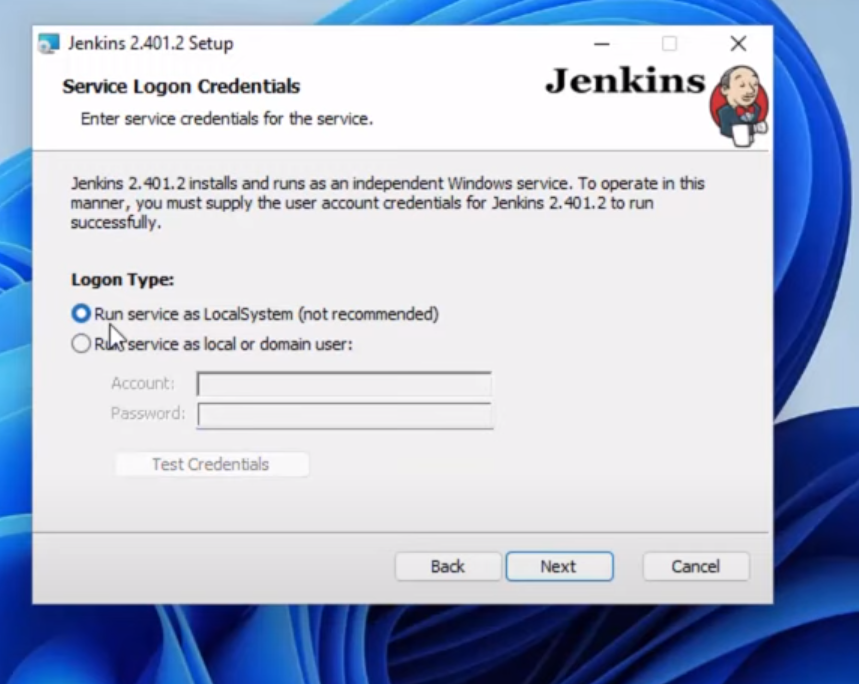 Jenkins 2.401.2 Setup
Service Logon Credentials
Jenkins
Enter service credentials for the service.
Jenkins 2.401.2 installs and runs as an independent Windows service. To operate in this
manner, you must supply the user account credentials for Jenkins 2.401.2 to run
successfully.
Logon Type:
Run service as LocalSystem (not recommended)
Run service as local or domain user:
Account:
Password:
Test Credentials
Back Next Cancel